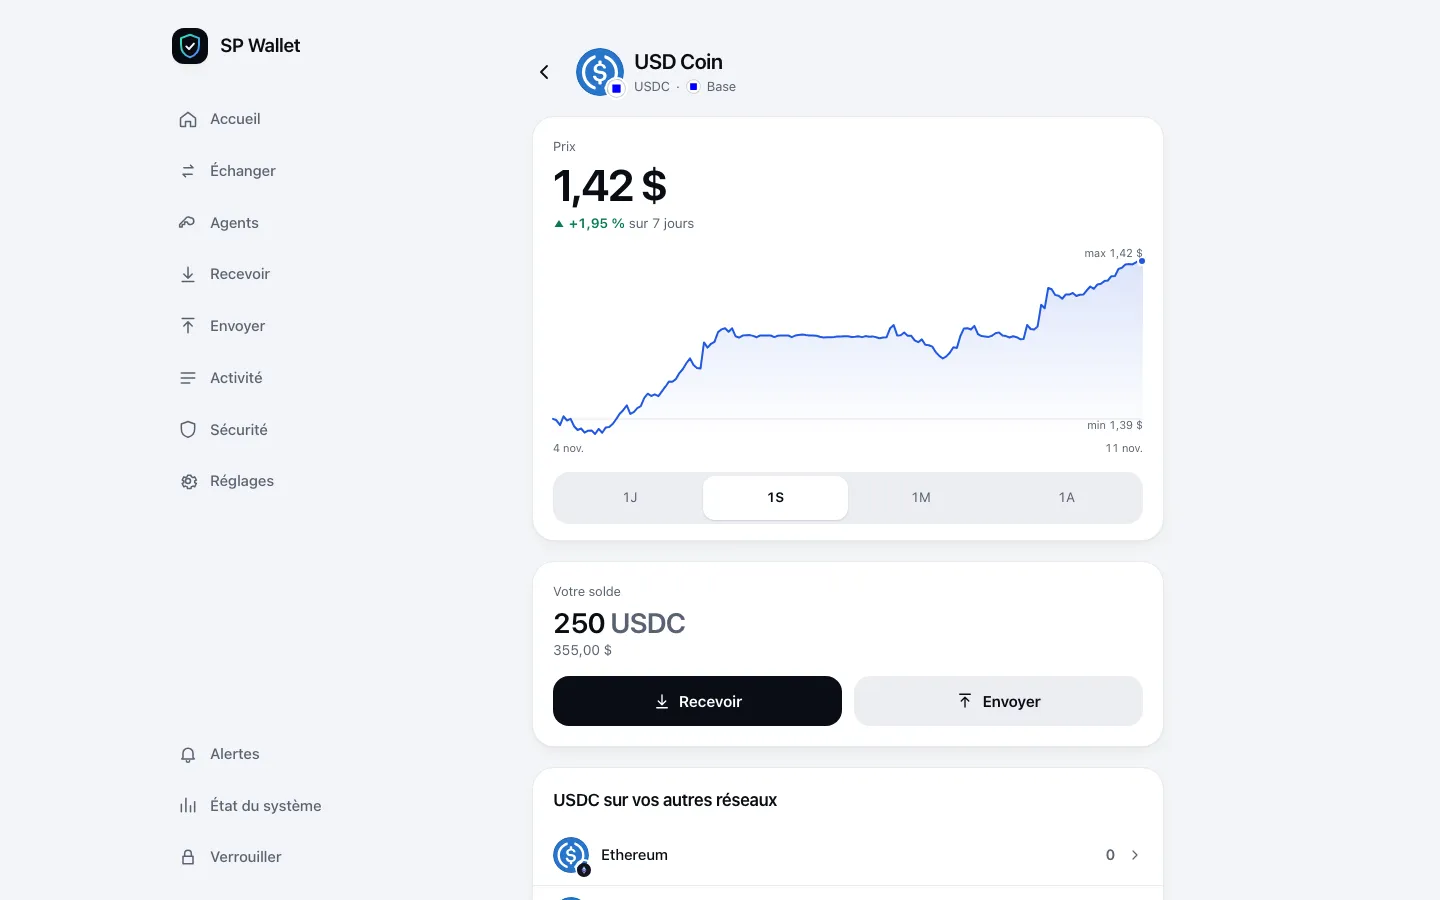 SP Wallet
Accueil
Échanger
Agents
Recevoir
Envoyer
Activité
Sécurité
Réglages
Alertes
État du système
Verrouiller
USD Coin
USDC · Base
Prix
1,42 $
▲ +1,95 % sur 7 jours
max 1,42 $
min 1,39 $
4 nov. 11 nov.
1J 1S 1M 1A
Votre solde
250 USDC
355,00 $
Recevoir Envoyer
USDC sur vos autres réseaux
Ethereum 0